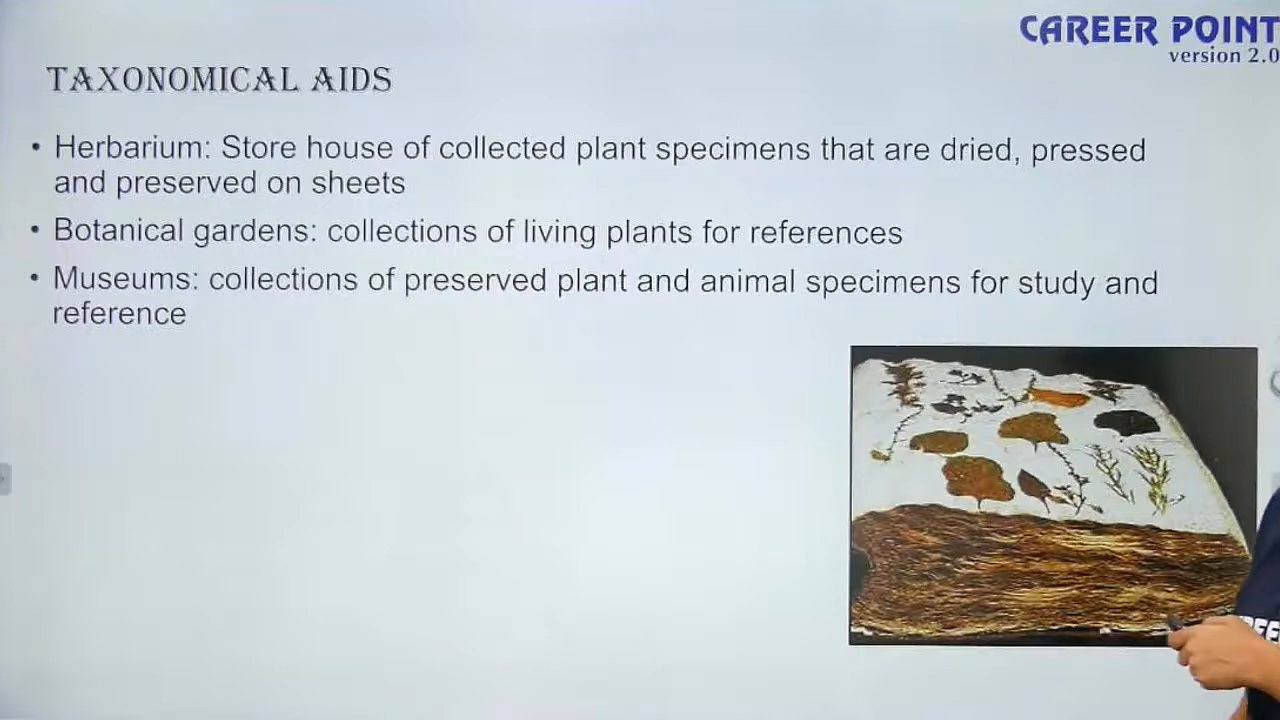 CAREER POINT
version 2.0
TAXONOMICAL AIDS
• Herbarium: Store house of collected plant specimens that are dried, pressed
and preserved on sheets
• Botanical gardens: collections of living plants for references
• Museums: collections of preserved plant and animal specimens for study and
reference